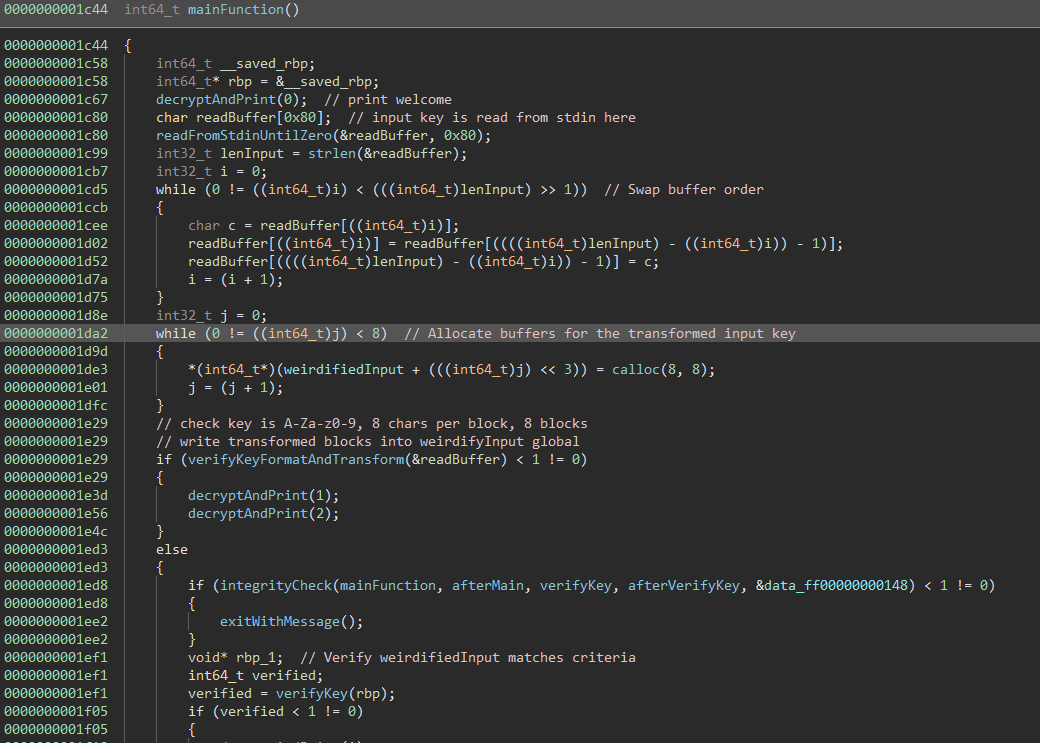 0000000001c44  int64_t mainFunction()
0000000001c44  {
0000000001c58      int64_t __saved_rbp;
0000000001c58      int64_t* rbp = &__saved_rbp;
0000000001c67      decryptAndPrint(0);  // print welcome
0000000001c80      char readBuffer[0x80];  // input key is read from stdin here
0000000001c80      readFromStdinUntilZero(&readBuffer, 0x80);
0000000001c99      int32_t lenInput = strlen(&readBuffer);
0000000001cb7      int32_t i = 0;
0000000001cd5      while (0 != ((int64_t)i) < (((int64_t)lenInput) >> 1))  // Swap buffer order
0000000001ccb      {
0000000001cee          char c = readBuffer[((int64_t)i)];
0000000001d02          readBuffer[((int64_t)i)] = readBuffer[((((int64_t)lenInput) - ((int64_t)i)) - 1)];
0000000001d52          readBuffer[((((int64_t)lenInput) - ((int64_t)i)) - 1)] = c;
0000000001d7a          i = (i + 1);
0000000001d75      }
0000000001d8e      int32_t j = 0;
0000000001da2      while (0 != ((int64_t)j) < 8)  // Allocate buffers for the transformed input key
0000000001d9d      {
0000000001de3          *(int64_t*)(weirdifiedInput + (((int64_t)j) << 3)) = calloc(8, 8);
0000000001e01          j = (j + 1);
0000000001dfc      }
0000000001e29      // check key is A-Za-z0-9, 8 chars per block, 8 blocks
0000000001e29      // write transformed blocks into weirdifyInput global
0000000001e29      if (verifyKeyFormatAndTransform(&readBuffer) < 1 != 0)
0000000001e29      {
0000000001e3d          decryptAndPrint(1);
0000000001e56          decryptAndPrint(2);
0000000001e4c      }
0000000001ed3      else
0000000001ed3      {
0000000001ed8          if (integrityCheck(mainFunction, afterMain, verifyKey, afterVerifyKey, &data_ff00000000148) < 1 != 0)
0000000001ed8          {
0000000001ee2              exitWithMessage();
0000000001ee2          }
0000000001ef1          void* rbp_1;  // Verify weirdifiedInput matches criteria
0000000001ef1          int64_t verified;
0000000001ef1          verified = verifyKey(rbp);
0000000001f05          if (verified < 1 != 0)
0000000001f05          {